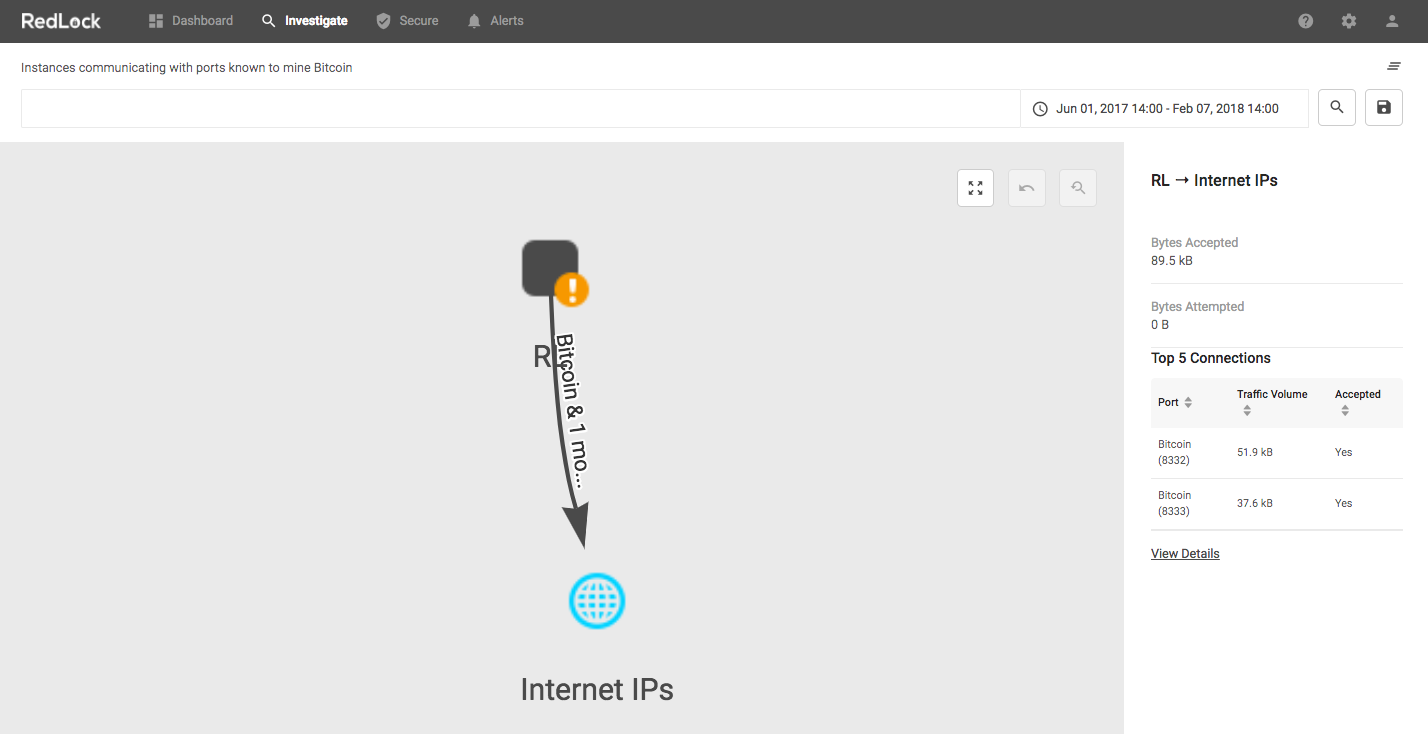 RedLock Dashboard Investigate Secure Alerts
Instances communicating with ports known to mine Bitcoin
Jun 01, 2017 14:00 - Feb 07, 2018 14:00
RL → Internet IPs
Bytes Accepted
89.5 kB
Bytes Attempted
0 B
Top 5 Connections
Port Traffic Volume Accepted
Bitcoin
(8332) 51.9 kB Yes
Bitcoin
(8333) 37.6 kB Yes
View Details
RL
Bitcoin & 1 mo...
Internet IPs